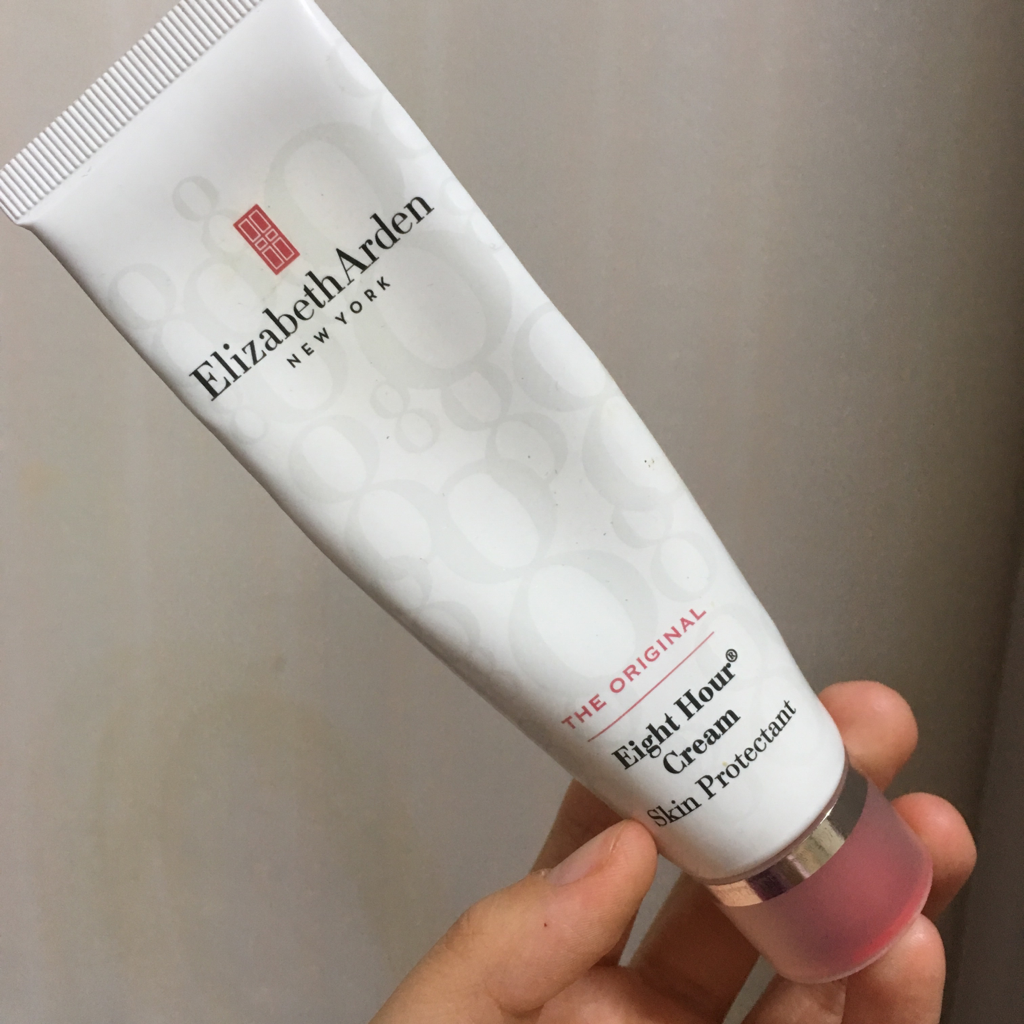 ElizabethArden
NEW YORK
THE ORIGINAL
Eight Hour®
Cream
Skin Protectant